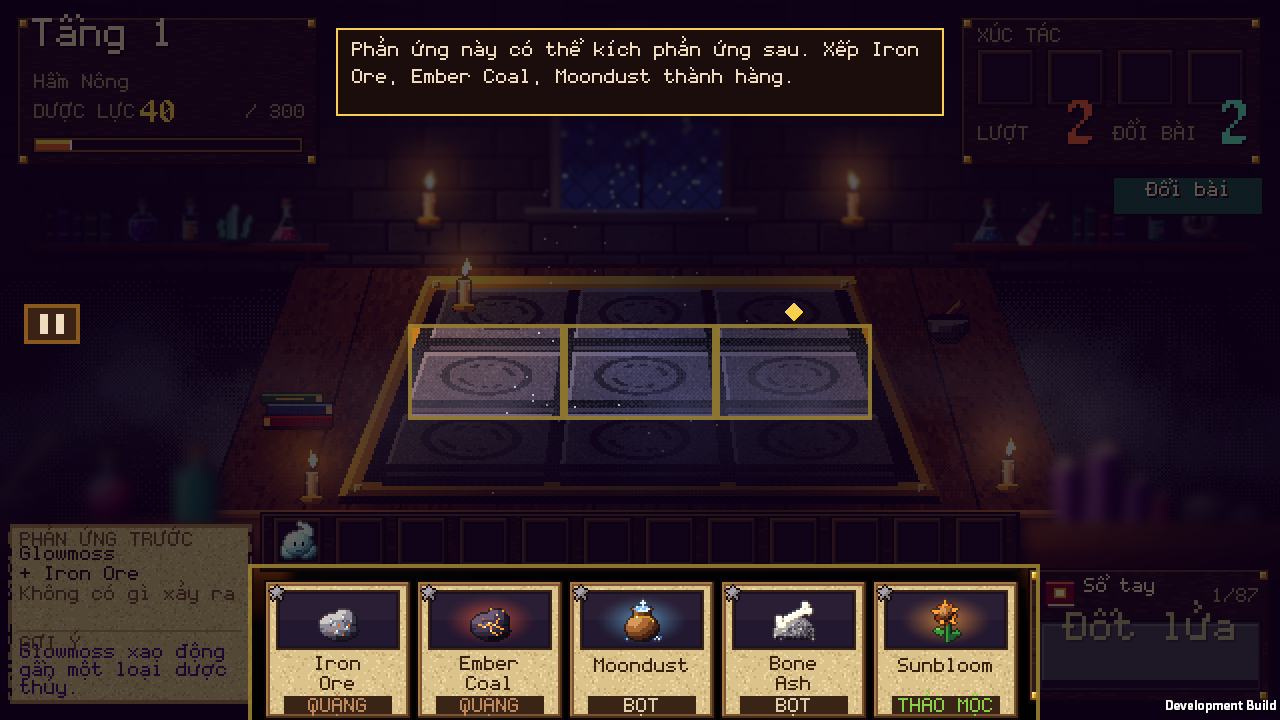 Tầng 1
Hầm Nông
DƯỢC LỰC 40 / 300
Phản ứng này có thể kích phản ứng sau. Xếp Iron
Ore, Ember Coal, Moondust thành hàng.
XÚC TÁC
LƯỢT 2 ĐỔI BÀI 2
Đổi bài
PHẢN ỨNG TRƯỚC
Glowmoss
+ Iron Ore
Không có gì xảy ra
GỢI Ý
Glowmoss xao động
gần một loại dược
thủy.
Iron
Ore
QUẶNG
Ember
Coal
QUẶNG
Moondust
BỘT
Bone
Ash
BỘT
Sunbloom
THẢO MỘC
Sổ tay
1/87
Đốt lửa
Development Build